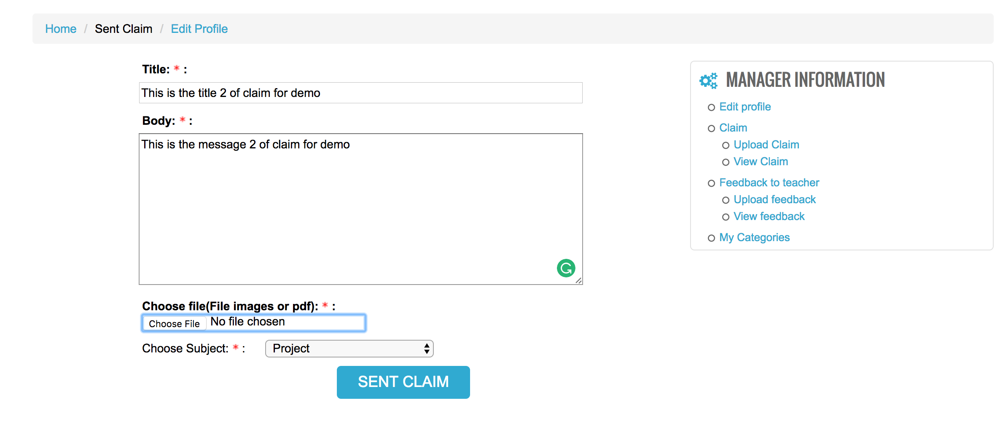 Home / Sent Claim / Edit Profile
Title: * :
This is the title 2 of claim for demo
Body: * :
This is the message 2 of claim for demo
Choose file(File images or pdf): * :
Choose File No file chosen
Choose Subject: * : Project
SENT CLAIM
MANAGER INFORMATION
Edit profile
Claim
Upload Claim
View Claim
Feedback to teacher
Upload feedback
View feedback
My Categories